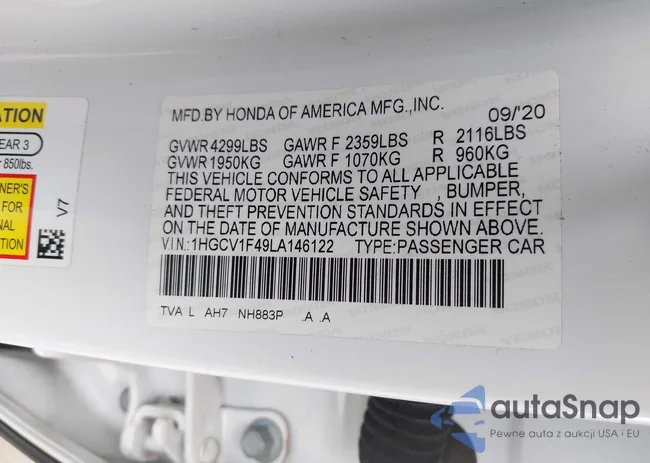 ATION
EAR 3
850lbs.
NER'S
FOR
NAL
ATION
V7
MFD.BY HONDA OF AMERICA MFG.,INC. 09/'20
GVWR 4299LBS GAWR F 2359LBS R 2116LBS
GVWR 1950KG GAWR F 1070KG R 960KG
THIS VEHICLE CONFORMS TO ALL APPLICABLE
FEDERAL MOTOR VEHICLE SAFETY , BUMPER,
AND THEFT PREVENTION STANDARDS IN EFFECT
ON THE DATE OF MANUFACTURE SHOWN ABOVE.
V.I.N.:1HGCV1F49LA146122 TYPE:PASSENGER CAR
TVA L AH7 NH883P .A .A
autaSnap
Pewne auta z aukcji USA i EU